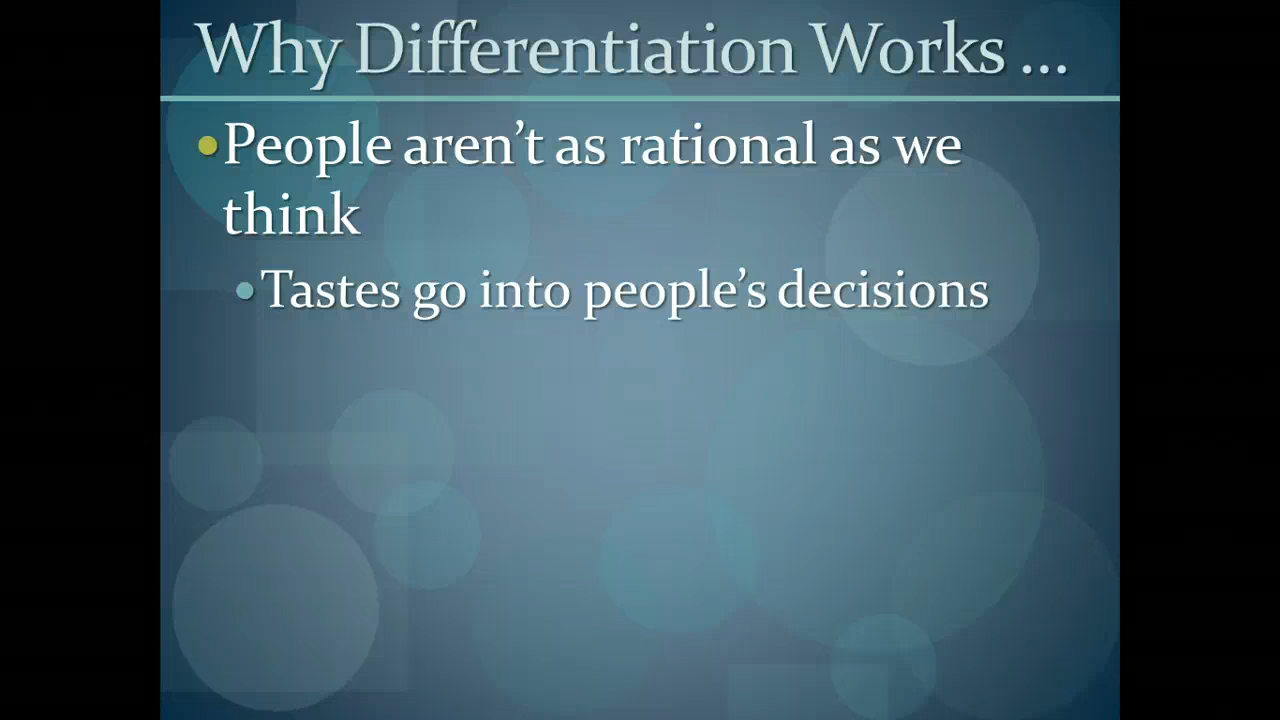 Why Differentiation Works ...
•People aren’t as rational as we
think
•Tastes go into people’s decisions